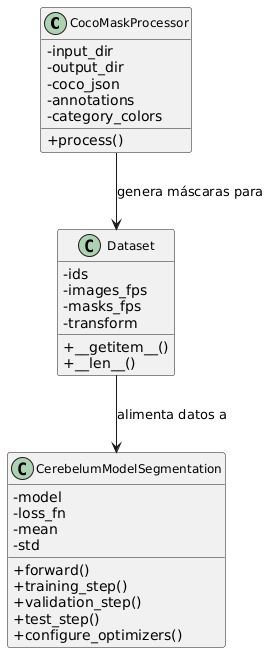 C CocoMaskProcessor
-input_dir
-output_dir
-coco_json
-annotations
-category_colors
+process()
genera máscaras para
C Dataset
-ids
-images_fps
-masks_fps
-transform
+__getitem__()
+__len__()
alimenta datos a
C CerebelumModelSegmentation
-model
-loss_fn
-mean
-std
+forward()
+training_step()
+validation_step()
+test_step()
+configure_optimizers()